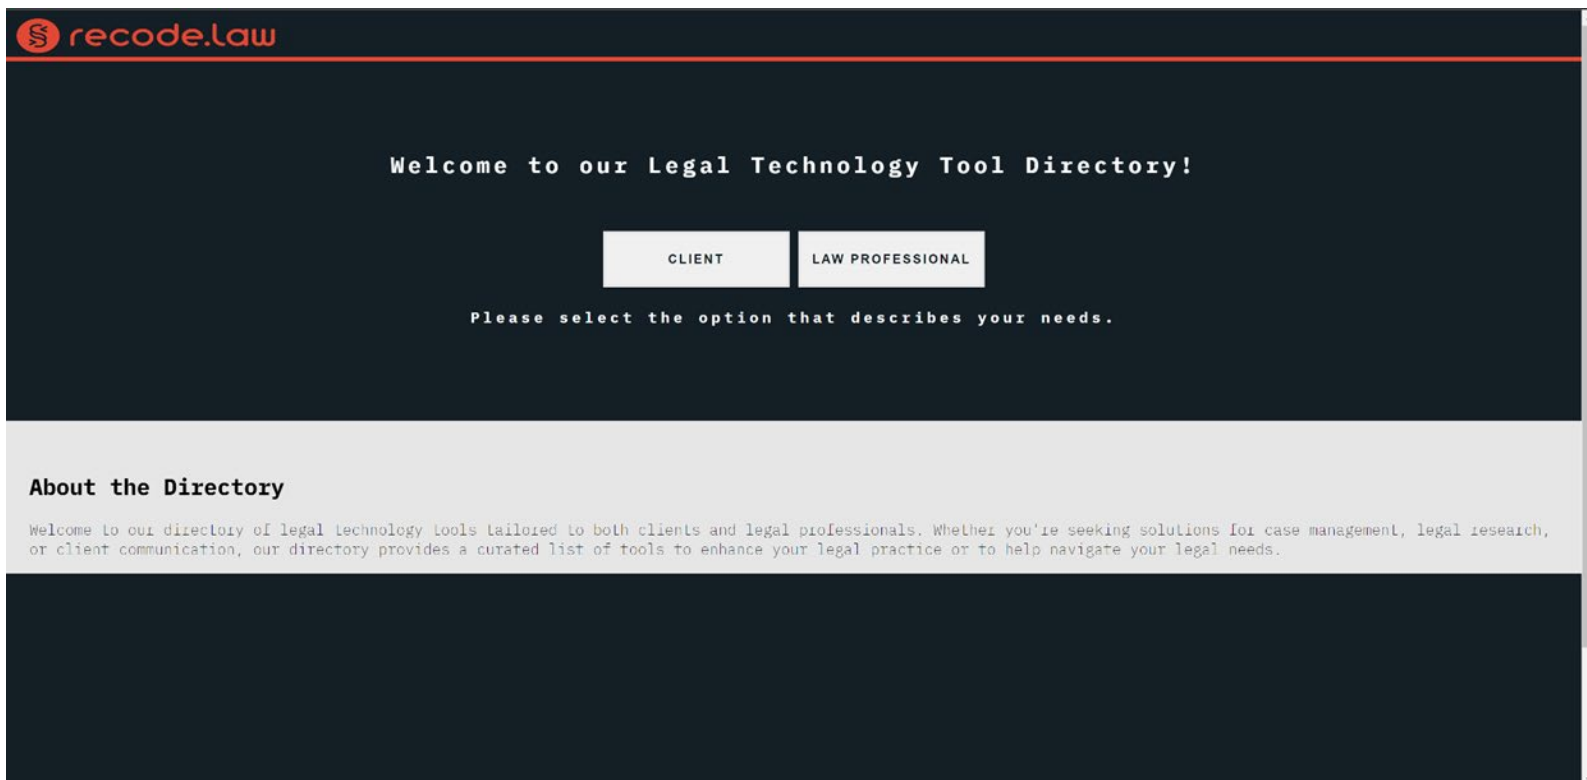 recode.law
Welcome to our Legal Technology Tool Directory!
CLIENT
LAW PROFESSIONAL
Please select the option that describes your needs.
About the Directory
Welcome to our directory of legal technology tools tailored to both clients and legal professionals. Whether you're seeking solutions for case management, legal research,
or client communication, our directory provides a curated list of tools to enhance your legal practice or to help navigate your legal needs.